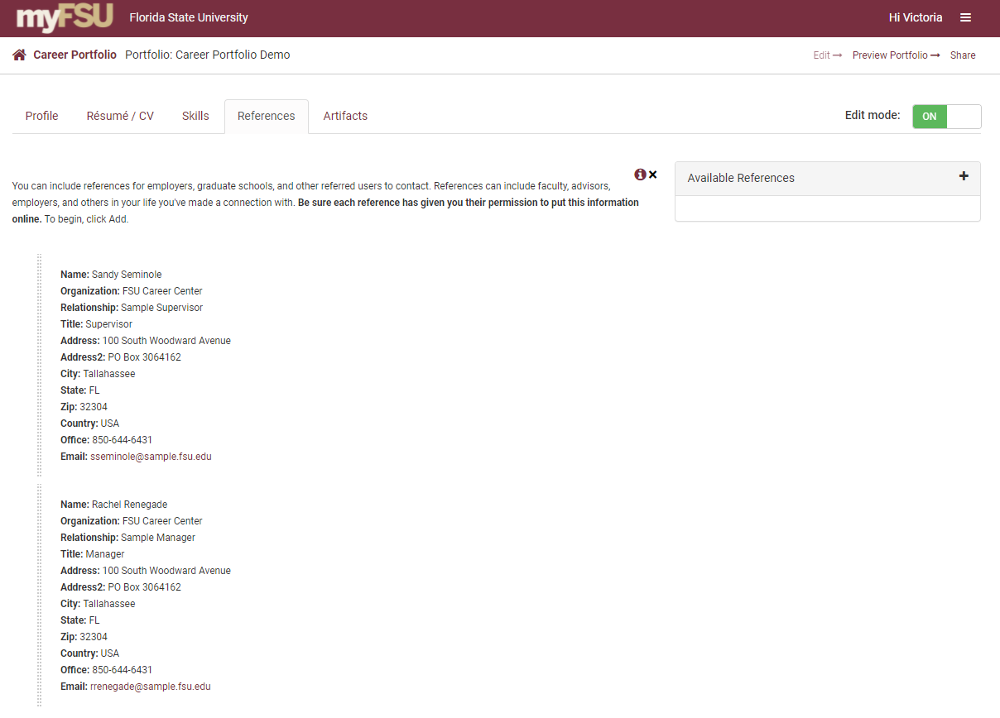 myFSU Florida State University Hi Victoria
Career Portfolio Portfolio: Career Portfolio Demo Edit Preview Portfolio Share
Profile Résumé / CV Skills References Artifacts Edit mode: ON
You can include references for employers, graduate schools, and other referred users to contact. References can include faculty, advisors,
employers, and others in your life you've made a connection with. Be sure each reference has given you their permission to put this information
online. To begin, click Add.
Available References
Name: Sandy Seminole
Organization: FSU Career Center
Relationship: Sample Supervisor
Title: Supervisor
Address: 100 South Woodward Avenue
Address2: PO Box 3064162
City: Tallahassee
State: FL
Zip: 32304
Country: USA
Office: 850-644-6431
Email: sseminole@sample.fsu.edu
Name: Rachel Renegade
Organization: FSU Career Center
Relationship: Sample Manager
Title: Manager
Address: 100 South Woodward Avenue
Address2: PO Box 3064162
City: Tallahassee
State: FL
Zip: 32304
Country: USA
Office: 850-644-6431
Email: rrenegade@sample.fsu.edu